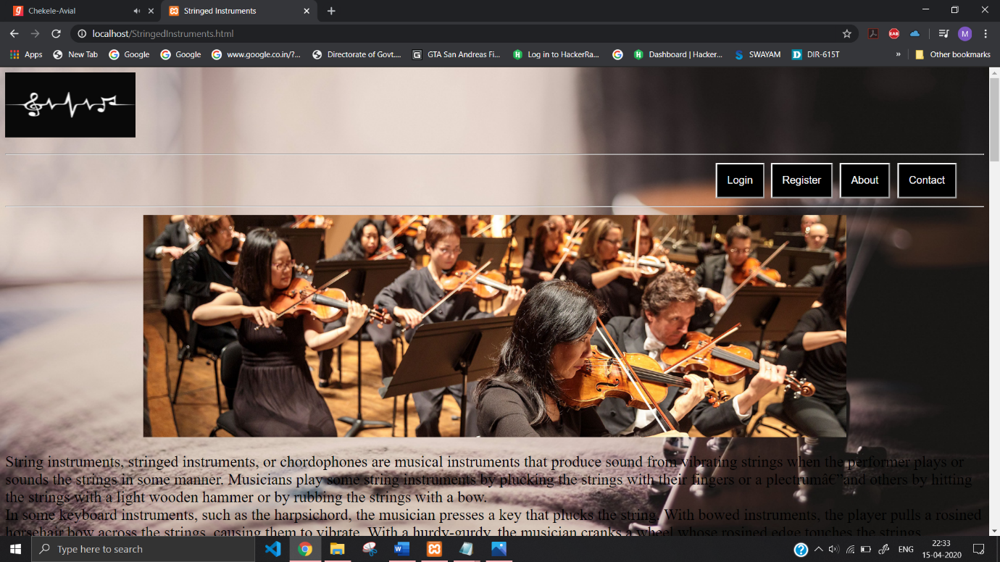 Chekele-Avial
Stringed Instruments
localhost/StringedInstruments.html
EAB
M
Apps
New Tab
Google
Google
www.google.co.in/?...
Directorate of Govt....
GTA San Andreas Fi...
Log in to HackerRa...
Dashboard | Hacker...
SWAYAM
DIR-615T
»
Other bookmarks
Login
Register
About
Contact
String instruments, stringed instruments, or chordophones are musical instruments that produce sound from vibrating strings when the performer plays or
sounds the strings in some manner. Musicians play some string instruments by plucking the strings with their fingers or a plectrumâ€”and others by hitting
the strings with a light wooden hammer or by rubbing the strings with a bow.
In some keyboard instruments, such as the harpsichord, the musician presses a key that plucks the string. With bowed instruments, the player pulls a rosined
horsehair bow across the strings, causing them to vibrate. With a hurdy-gurdy, the musician cranks a wheel whose rosined edge touches the strings.
Type here to search
ENG
22:33
15-04-2020